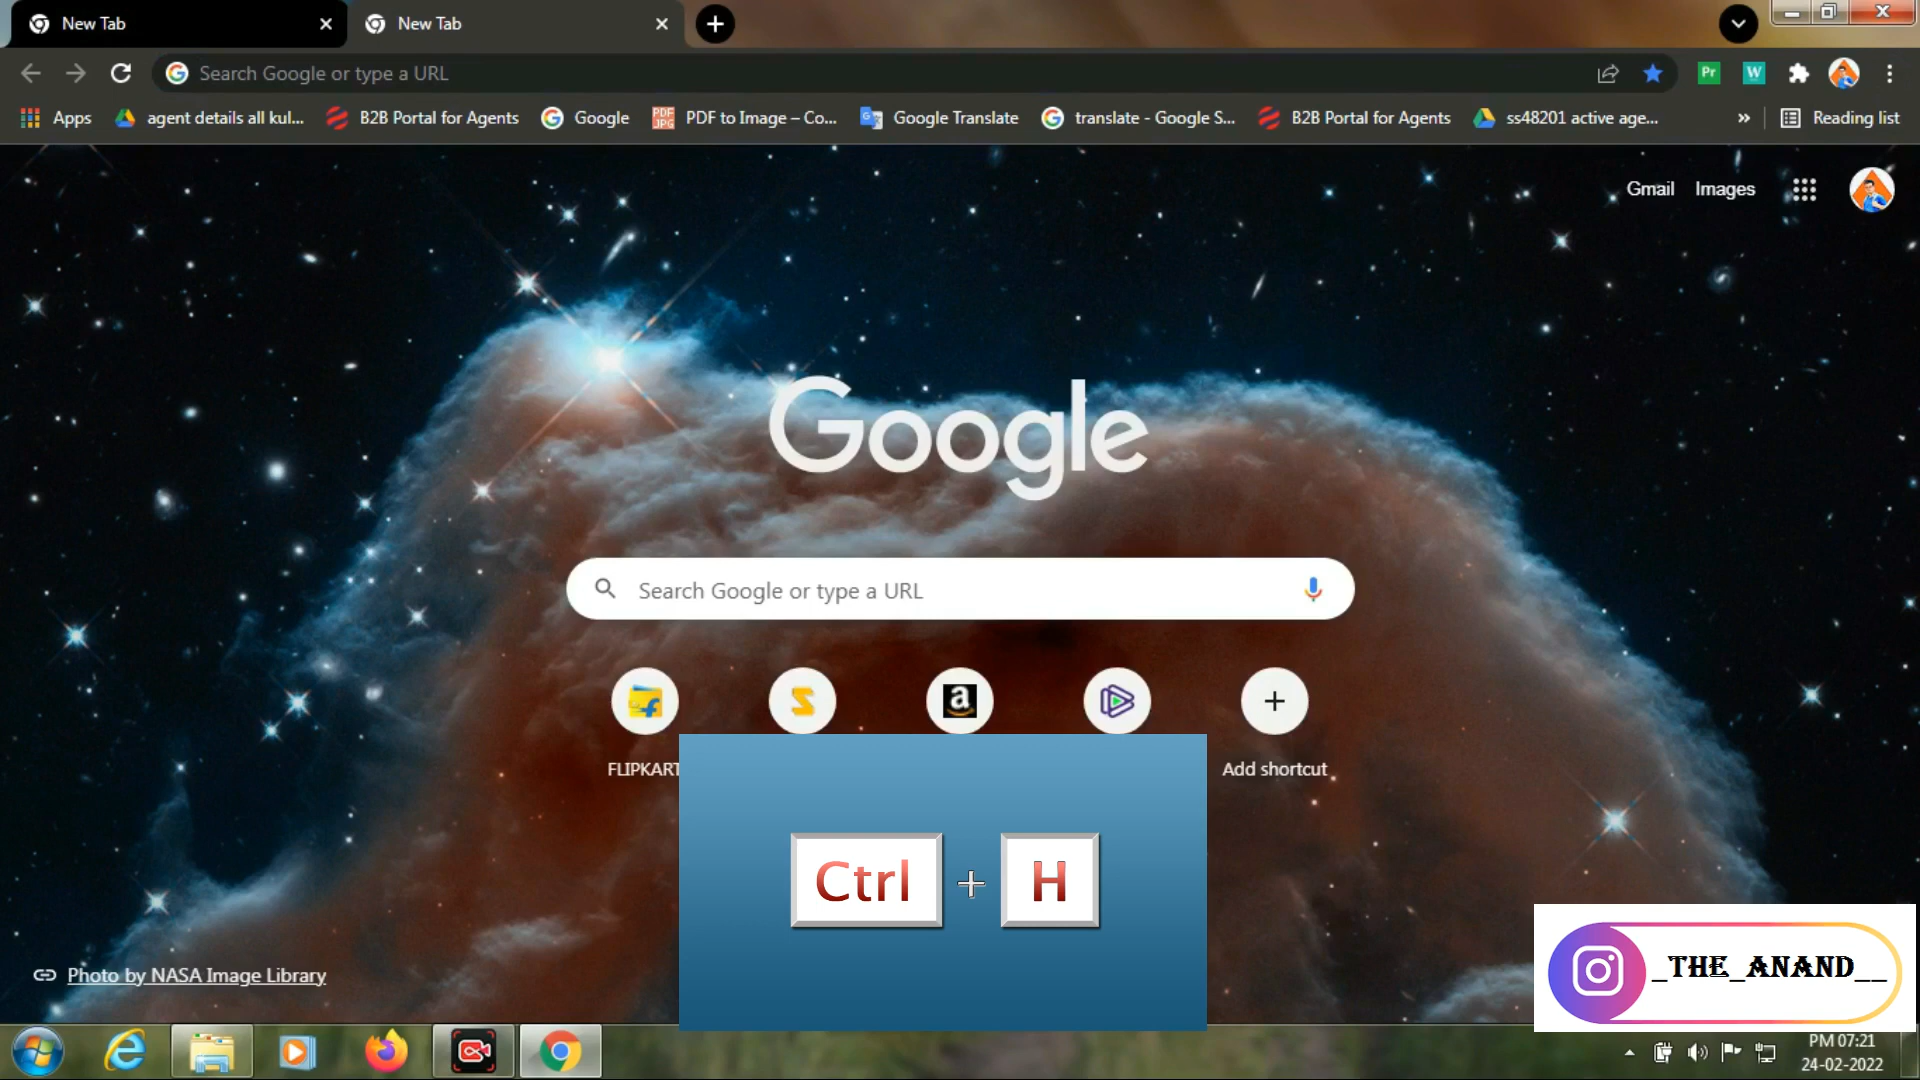 New Tab
New Tab
Search Google or type a URL
Pr
W
Apps
agent details all kul...
B2B Portal for Agents
Google
PDF JPG
PDF to Image – Co...
Google Translate
translate - Google S...
B2B Portal for Agents
ss48201 active age...
»
Reading list
Gmail
Images
Google
Search Google or type a URL
FLIPKART
Add shortcut
Ctrl + H
Photo by NASA Image Library
_THE_ANAND__
PM 07:21
24-02-2022